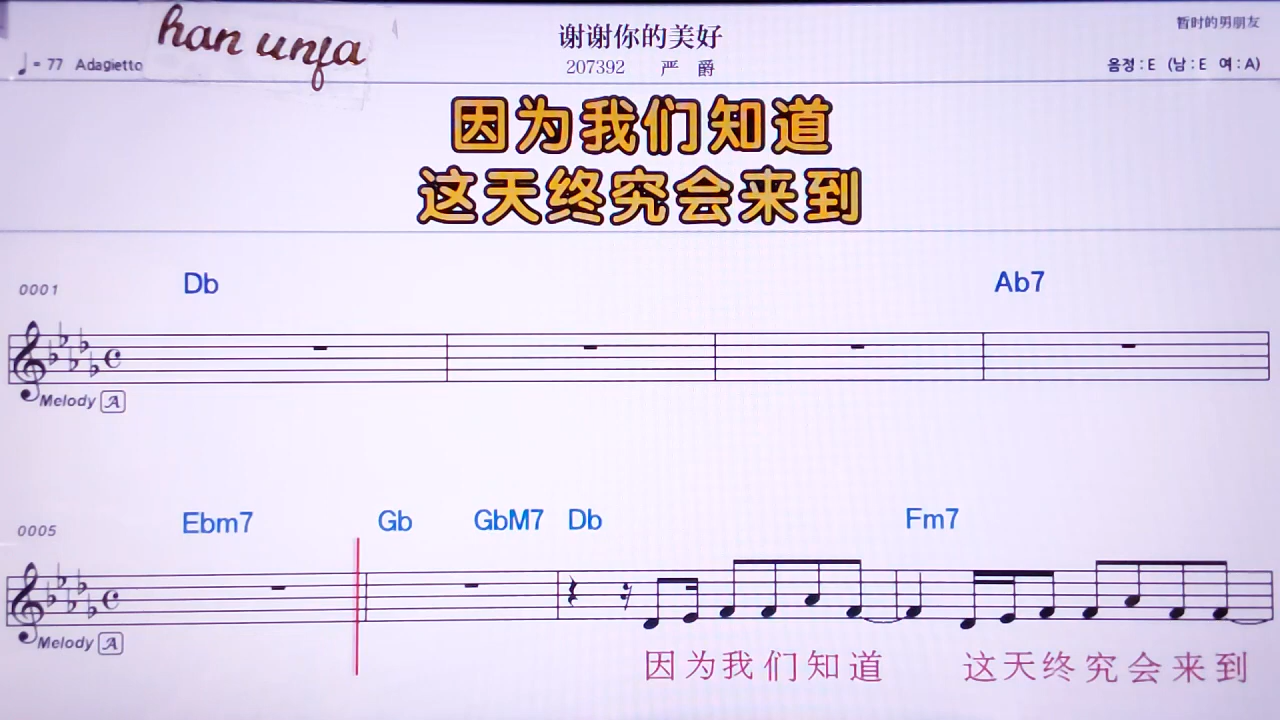 han unfa
谢谢你的美好
暂时的男朋友
♩= 77 Adagietto
207392 严 爵
음정 : E (남 : E 여 : A)
因为我们知道
这天终究会来到
0001 Db Ab7
Melody A
0005 Ebm7 Gb GbM7 Db Fm7
Melody A
因为我们知道 这天终究会来到